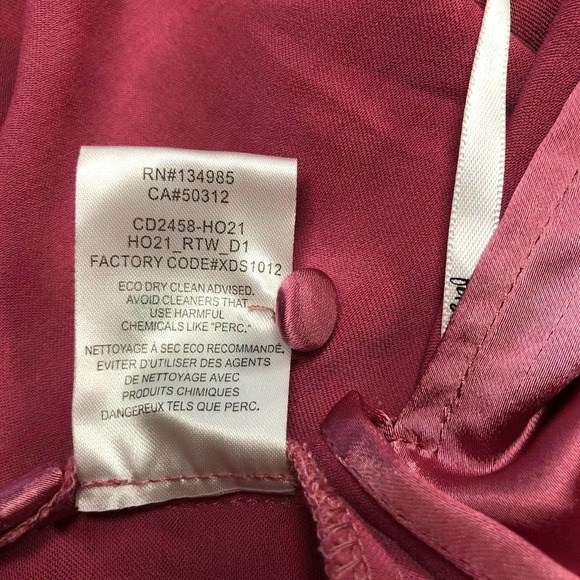 RN#134985
CA#50312
CD2458-HO21
HO21_RTW_D1
FACTORY CODE#XDS1012
ECO DRY CLEAN ADVISED.
AVOID CLEANERS THAT
USE HARMFUL
CHEMICALS LIKE "PERC."
NETTOYAGE À SEC ECO RECOMMANDÉ.
EVITER D'UTILISER DES AGENTS
DE NETTOYAGE AVEC
PRODUITS CHIMIQUES
DANGEREUX TELS QUE PERC.